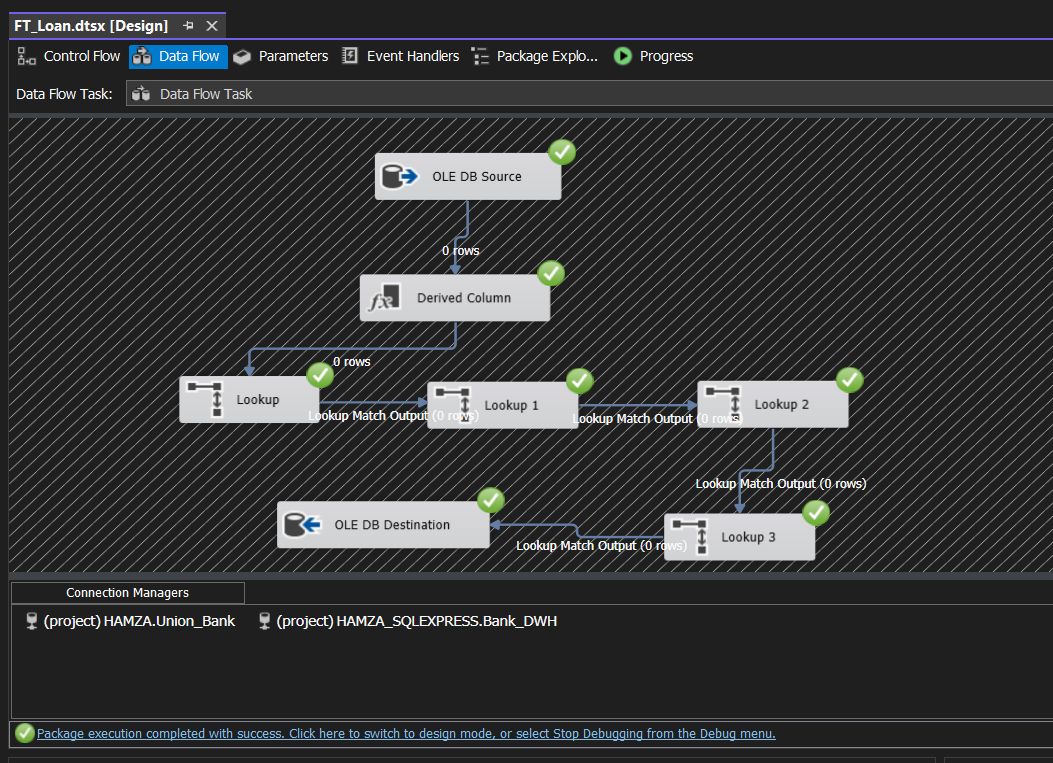 FT_Loan.dtsx [Design]
Control Flow Data Flow Parameters Event Handlers Package Explo... Progress
Data Flow Task: Data Flow Task
OLE DB Source
0 rows
fx Derived Column
0 rows
Lookup
Lookup Match Output (0 rows)
Lookup 1
Lookup Match Output (0 rows)
Lookup 2
Lookup Match Output (0 rows)
Lookup 3
Lookup Match Output (0 rows)
OLE DB Destination
Connection Managers
(project) HAMZA.Union_Bank (project) HAMZA_SQLEXPRESS.Bank_DWH
Package execution completed with success. Click here to switch to design mode, or select Stop Debugging from the Debug menu.